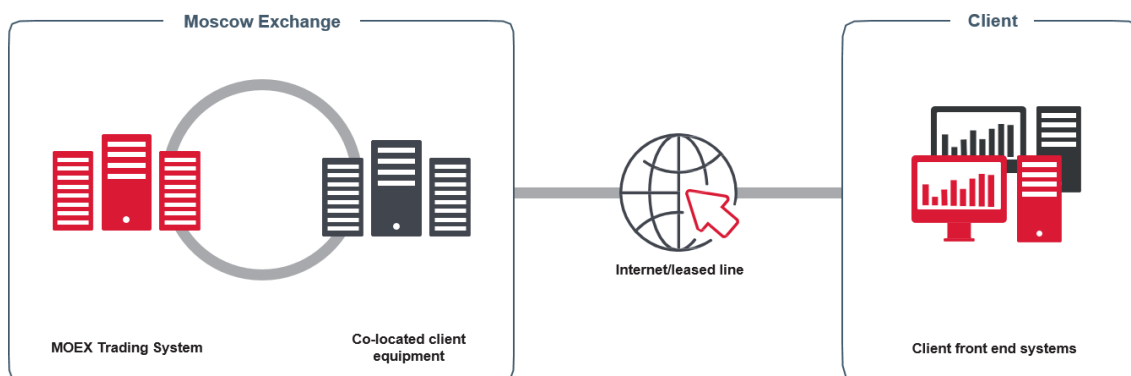 Moscow Exchange
Client
Internet/leased line
MOEX Trading System
Co-located client
equipment
Client front end systems